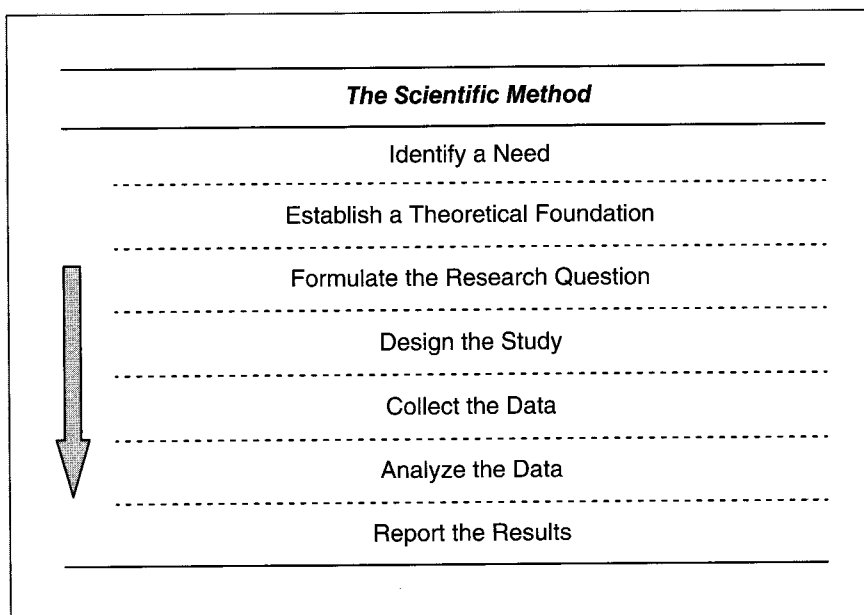 The Scientific Method
Identify a Need
Establish a Theoretical Foundation
Formulate the Research Question
Design the Study
Collect the Data
Analyze the Data
Report the Results